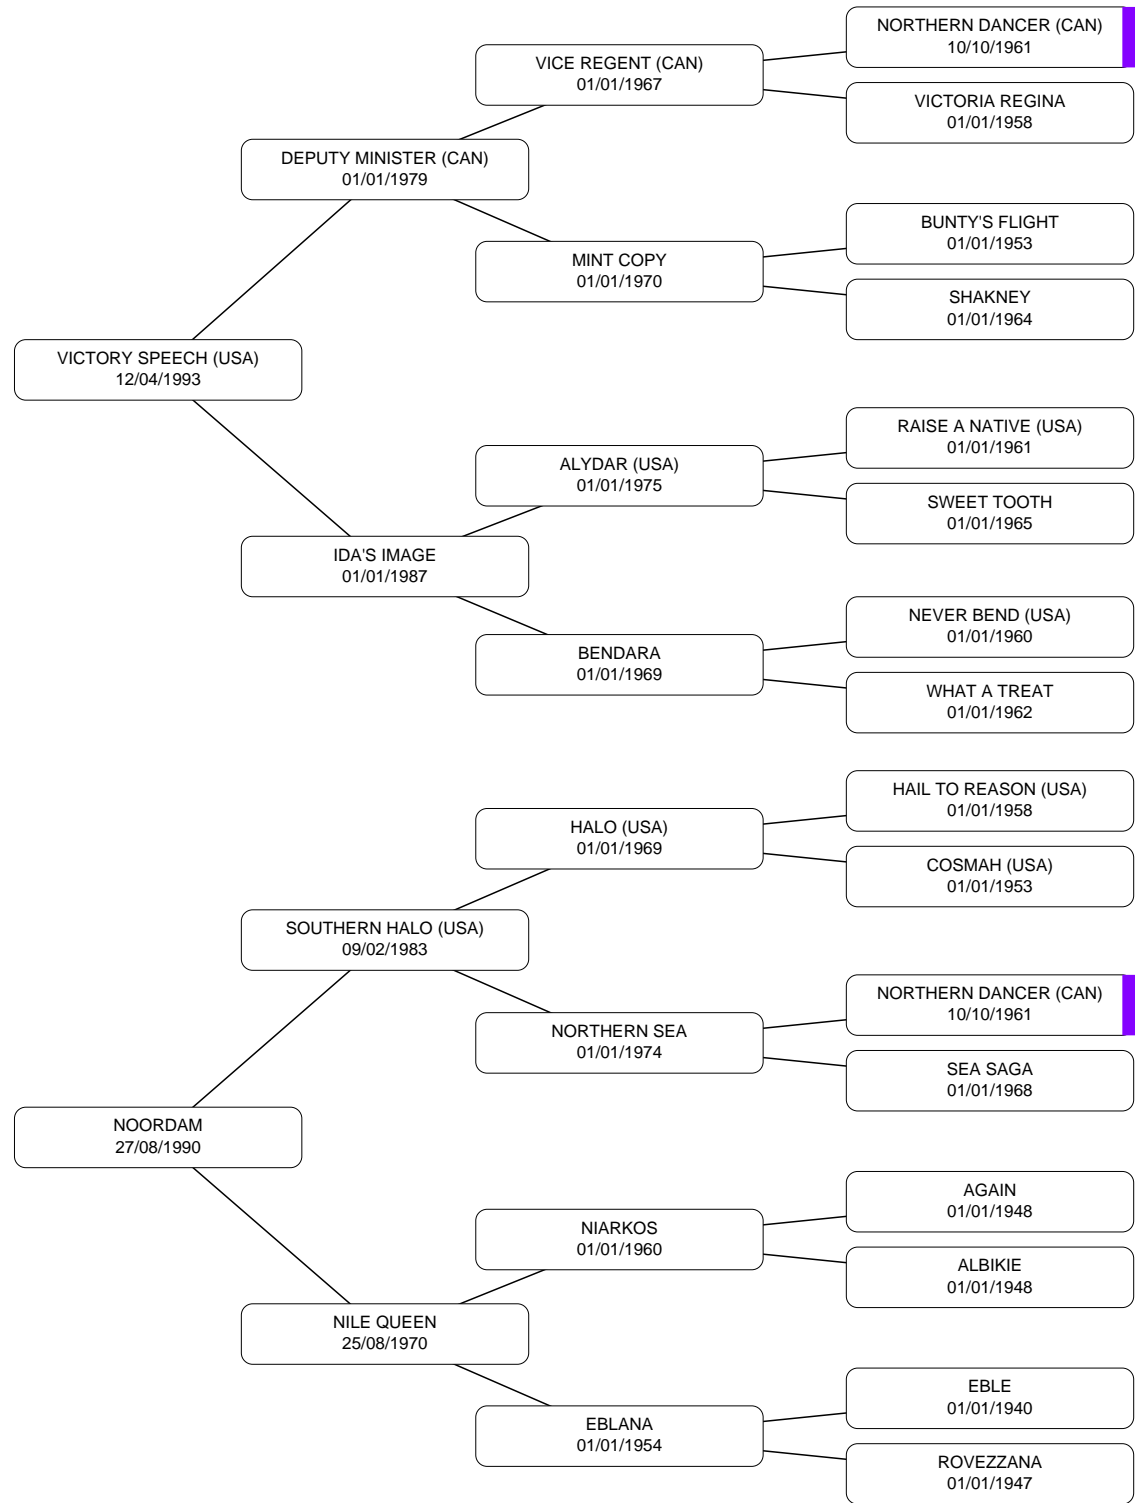 NORTHERN DANCER (CAN)
10/10/1961
VICE REGENT (CAN)
01/01/1967
VICTORIA REGINA
01/01/1958
DEPUTY MINISTER (CAN)
01/01/1979
BUNTY'S FLIGHT
01/01/1953
MINT COPY
01/01/1970
SHAKNEY
01/01/1964
VICTORY SPEECH (USA)
12/04/1993
RAISE A NATIVE (USA)
01/01/1961
ALYDAR (USA)
01/01/1975
SWEET TOOTH
01/01/1965
IDA'S IMAGE
01/01/1987
NEVER BEND (USA)
01/01/1960
BENDARA
01/01/1969
WHAT A TREAT
01/01/1962
HAIL TO REASON (USA)
01/01/1958
HALO (USA)
01/01/1969
COSMAH (USA)
01/01/1953
SOUTHERN HALO (USA)
09/02/1983
NORTHERN DANCER (CAN)
10/10/1961
NORTHERN SEA
01/01/1974
SEA SAGA
01/01/1968
NOORDAM
27/08/1990
AGAIN
01/01/1948
NIARKOS
01/01/1960
ALBIKIE
01/01/1948
NILE QUEEN
25/08/1970
EBLE
01/01/1940
EBLANA
01/01/1954
ROVEZZANA
01/01/1947